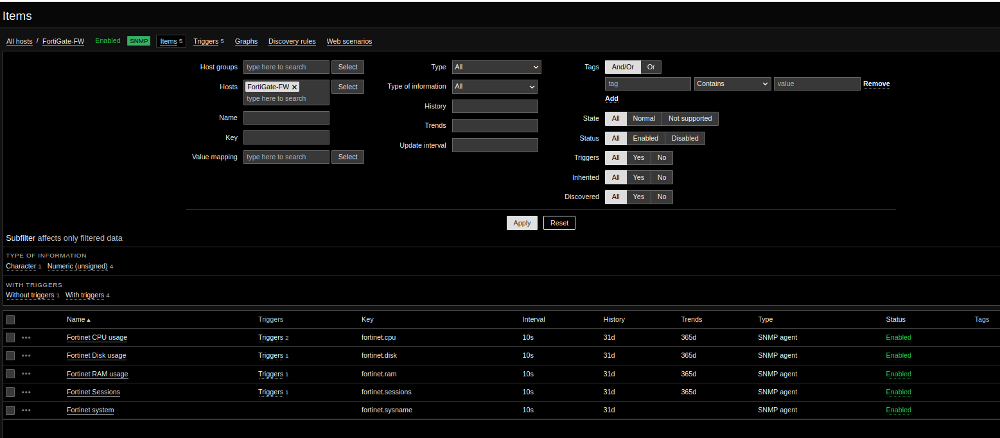 Items
All hosts / FortiGate-FW Enabled SNMP Items 5 Triggers 5 Graphs Discovery rules Web scenarios
Host groups type here to search Select Type All Tags And/Or Or
tag Contains value Remove
Hosts FortiGate-FW Select Type of information All
type here to search Add
History
Name Trends State All Normal Not supported
Key Update interval Status All Enabled Disabled
Value mapping type here to search Select Triggers All Yes No
Inherited All Yes No
Discovered All Yes No
Apply Reset
Subfilter affects only filtered data
TYPE OF INFORMATION
Character 1 Numeric (unsigned) 4
WITH TRIGGERS
Without triggers 1 With triggers 4
Name Triggers Key Interval History Trends Type Status Tags
Fortinet CPU usage Triggers 2 fortinet.cpu 10s 31d 365d SNMP agent Enabled
Fortinet Disk usage Triggers 1 fortinet.disk 10s 31d 365d SNMP agent Enabled
Fortinet RAM usage Triggers 1 fortinet.ram 10s 31d 365d SNMP agent Enabled
Fortinet Sessions Triggers 1 fortinet.sessions 10s 31d 365d SNMP agent Enabled
Fortinet system fortinet.sysname 10s 31d SNMP agent Enabled